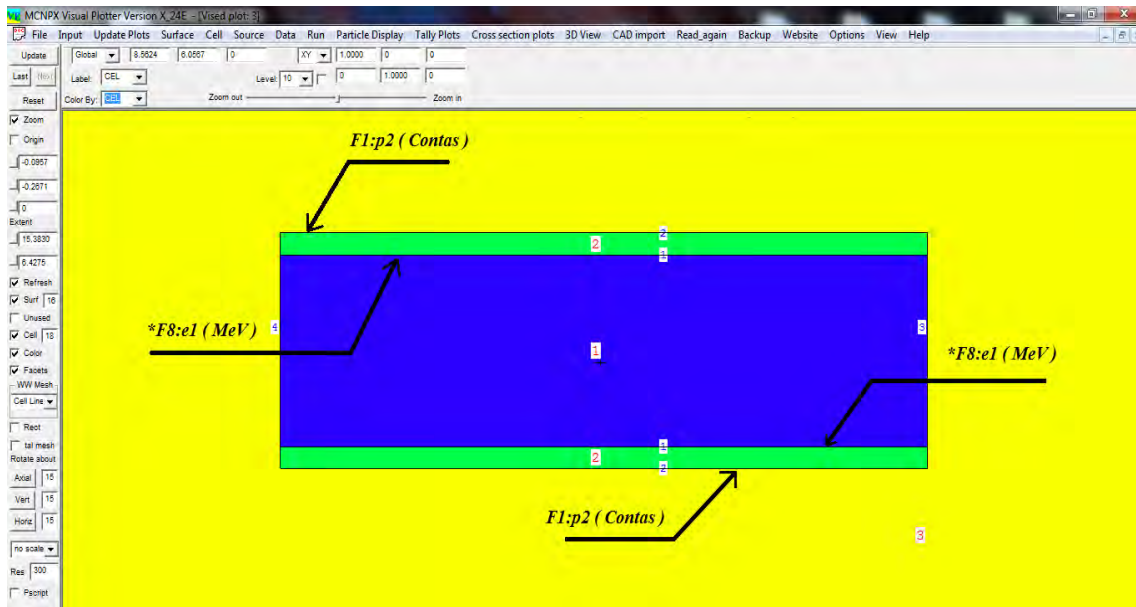 MCNPX Visual Plotter Version X_24E - [Vised plot: 3]
File Input Update Plots Surface Cell Source Data Run Particle Display Tally Plots Cross section plots 3D View CAD import Read_again Backup Website Options View Help
Update Global 8.5624 6.0567 0 XY 1.0000 0 0
Last Label: CEL Level: 10 0 1.0000 0
Reset Color By: CEL Zoom out Zoom in
Zoom
Origin
-0.0957
-0.2671
0
Extent
15.3830
6.4275
Refresh
Surf 16
Unused
Cell 18
Color
Facets
WW Mesh
Cell Line
Rect
tal mesh
Rotate about
Axial 15
Vert 15
Horiz 15
no scale
Res 300
Pscript
F1:p2 ( Contas )
2
2
1
*F8:e1 ( MeV )
4
3
1
*F8:e1 ( MeV )
1
2
2
F1:p2 ( Contas )
3